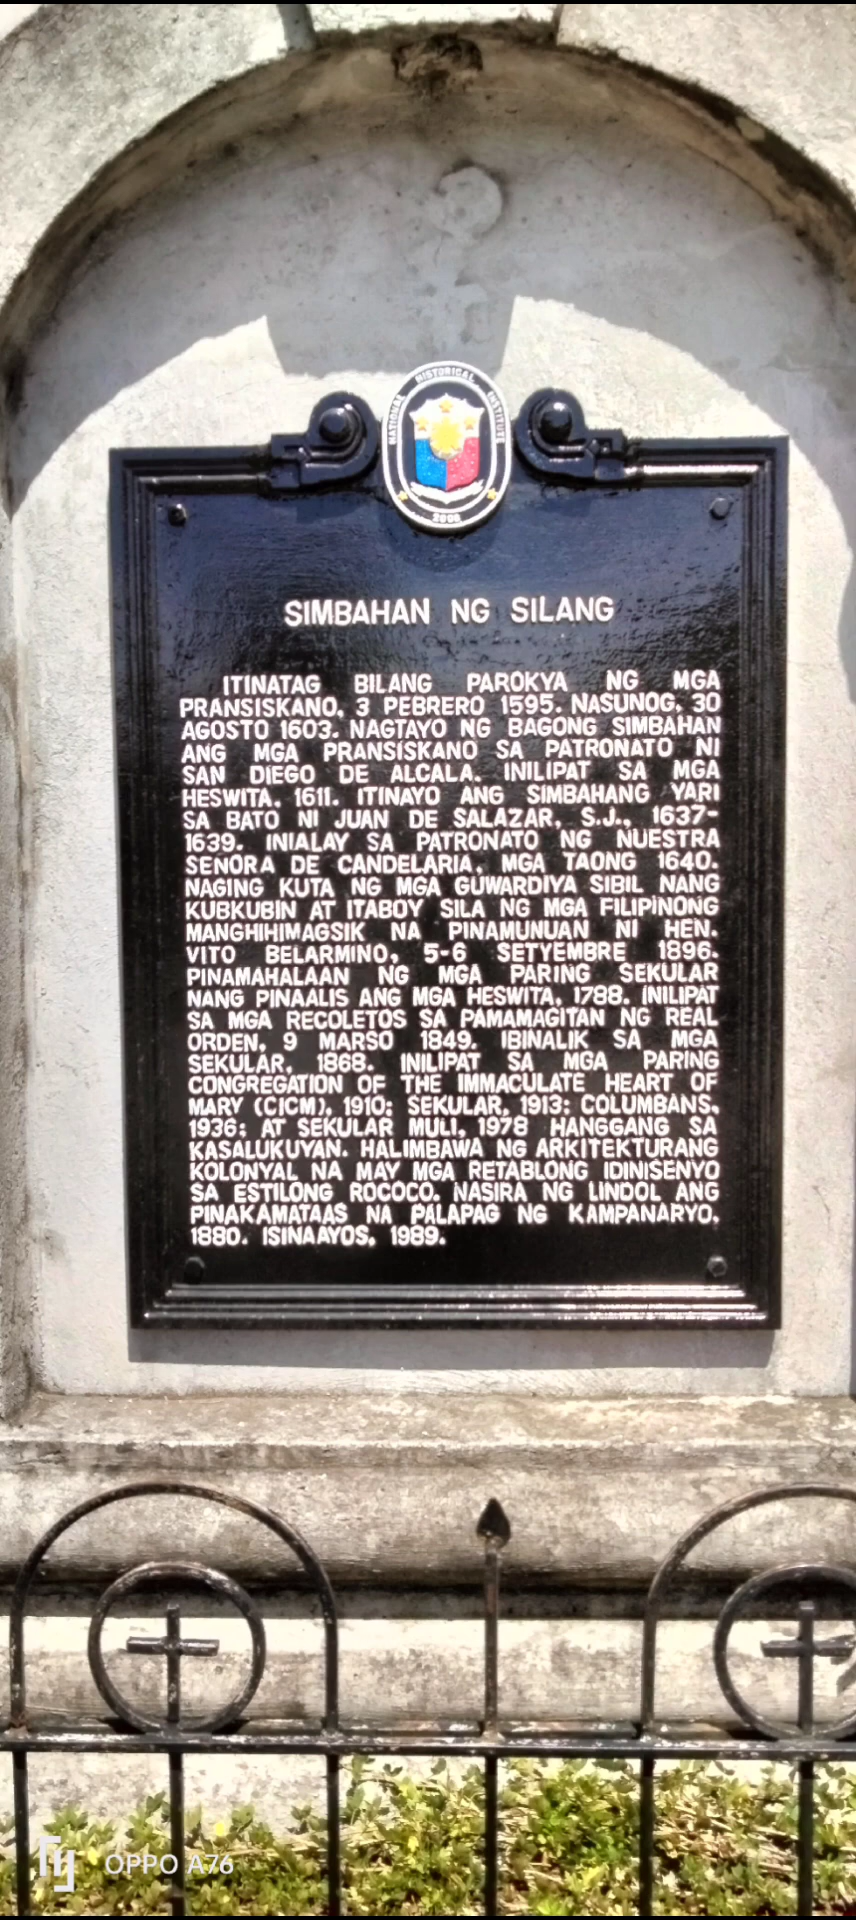 NATIONAL HISTORICAL INSTITUTE
2006
SIMBAHAN NG SILANG
ITINATAG BILANG PAROKYA NG MGA
PRANSISKANO, 3 PEBRERO 1595. NASUNOG, 30
AGOSTO 1603. NAGTAYO NG BAGONG SIMBAHAN
ANG MGA PRANSISKANO SA PATRONATO NI
SAN DIEGO DE ALCALA. INILIPAT SA MGA
HESWITA, 1611. ITINAYO ANG SIMBAHANG YARI
SA BATO NI JUAN DE SALAZAR, S.J., 1637-
1639. INIALAY SA PATRONATO NG NUESTRA
SENORA DE CANDELARIA, MGA TAONG 1640.
NAGING KUTA NG MGA GUWARDIYA SIBIL NANG
KUBKUBIN AT ITABOY SILA NG MGA FILIPINONG
MANGHIHIMAGSIK NA PINAMUNUAN NI HEN.
VITO BELARMINO, 5-6 SETYEMBRE 1896.
PINAMAHALAAN NG MGA PARING SEKULAR
NANG PINAALIS ANG MGA HESWITA, 1788. INILIPAT
SA MGA RECOLETOS SA PAMAMAGITAN NG REAL
ORDEN, 9 MARSO 1849. IBINALIK SA MGA
SEKULAR, 1868. INILIPAT SA MGA PARING
CONGREGATION OF THE IMMACULATE HEART OF
MARY (CICM), 1910; SEKULAR, 1913; COLUMBANS,
1936; AT SEKULAR MULI, 1978 HANGGANG SA
KASALUKUYAN. HALIMBAWA NG ARKITEKTURANG
KOLONYAL NA MAY MGA RETABLONG IDINISENYO
SA ESTILONG ROCOCO. NASIRA NG LINDOL ANG
PINAKAMATAAS NA PALAPAG NG KAMPANARYO,
1880. ISINAAYOS, 1989.
OPPO A76